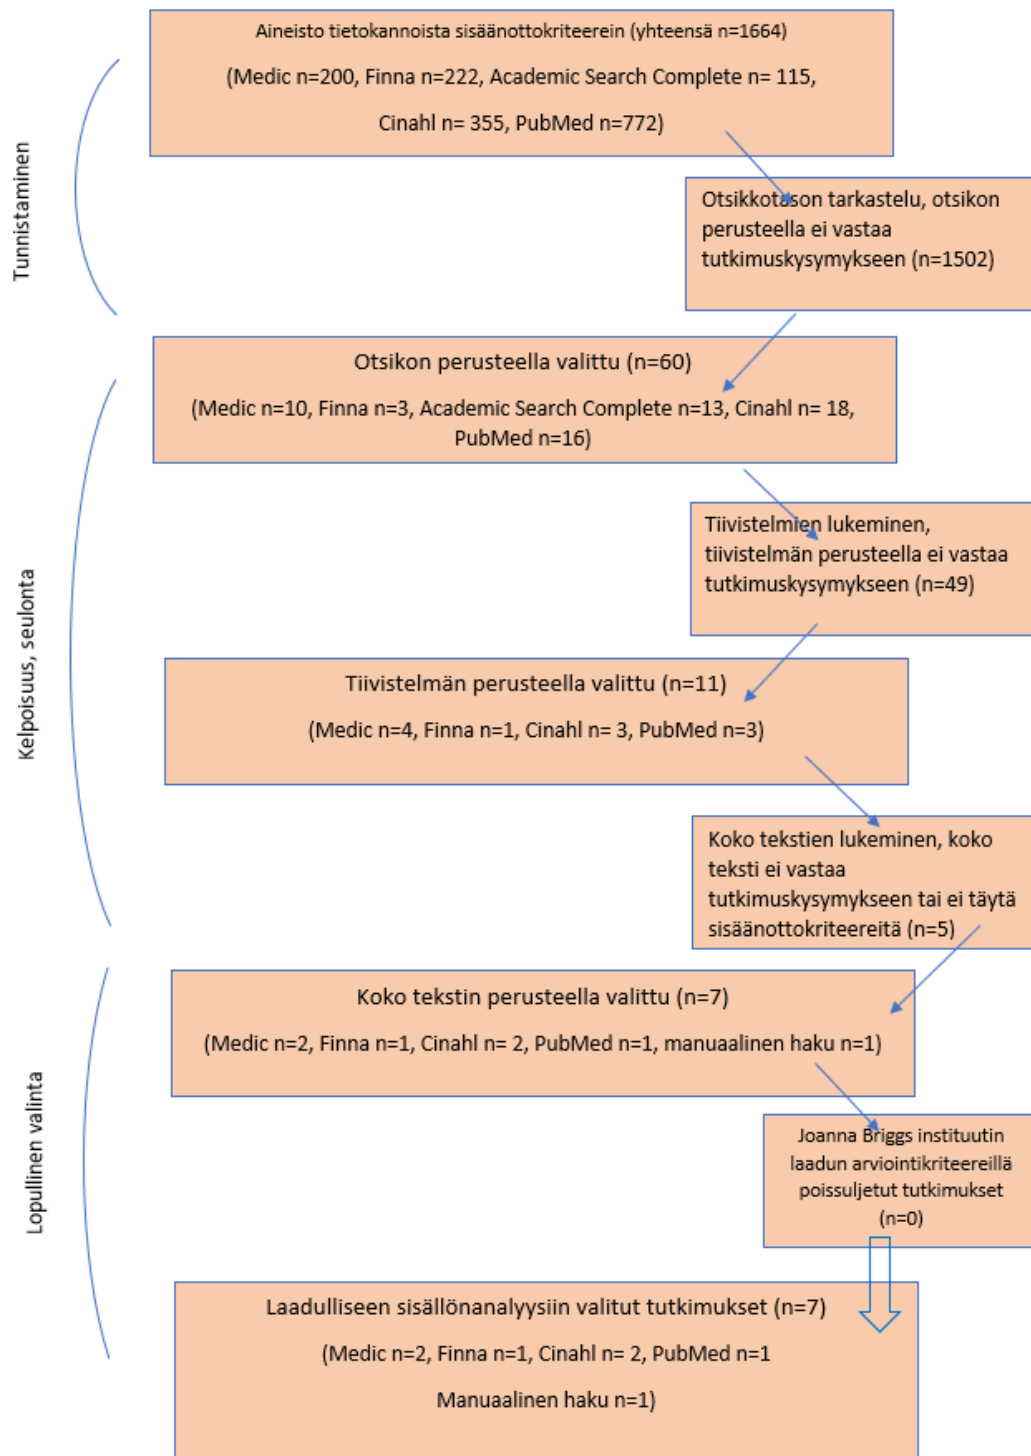 Aineisto tietokannoista sisäänottokriteerein (yhteensä n=1664)
(Medic n=200, Finna n=222, Academic Search Complete n= 115,
Cinahl n= 355, PubMed n=772)
Tunnistaminen
Otsikkotason tarkastelu, otsikon
perusteella ei vastaa
tutkimuskysymykseen (n=1502)
Otsikon perusteella valittu (n=60)
(Medic n=10, Finna n=3, Academic Search Complete n=13, Cinahl n= 18,
PubMed n=16)
Kelpoisuus, seulonta
Tiivistelmien lukeminen,
tiivistelmän perusteella ei vastaa
tutkimuskysymykseen (n=49)
Tiivistelmän perusteella valittu (n=11)
(Medic n=4, Finna n=1, Cinahl n= 3, PubMed n=3)
Koko tekstien lukeminen, koko
teksti ei vastaa
tutkimuskysymykseen tai ei täytä
sisäänottokriteereitä (n=5)
Koko tekstin perusteella valittu (n=7)
(Medic n=2, Finna n=1, Cinahl n= 2, PubMed n=1, manuaalinen haku n=1)
Lopullinen valinta
Joanna Briggs instituutin
laadun arviointikriteereillä
poissuljetut tutkimukset
(n=0)
Laadulliseen sisällönanalyysiin valitut tutkimukset (n=7)
(Medic n=2, Finna n=1, Cinahl n= 2, PubMed n=1
Manuaalinen haku n=1)